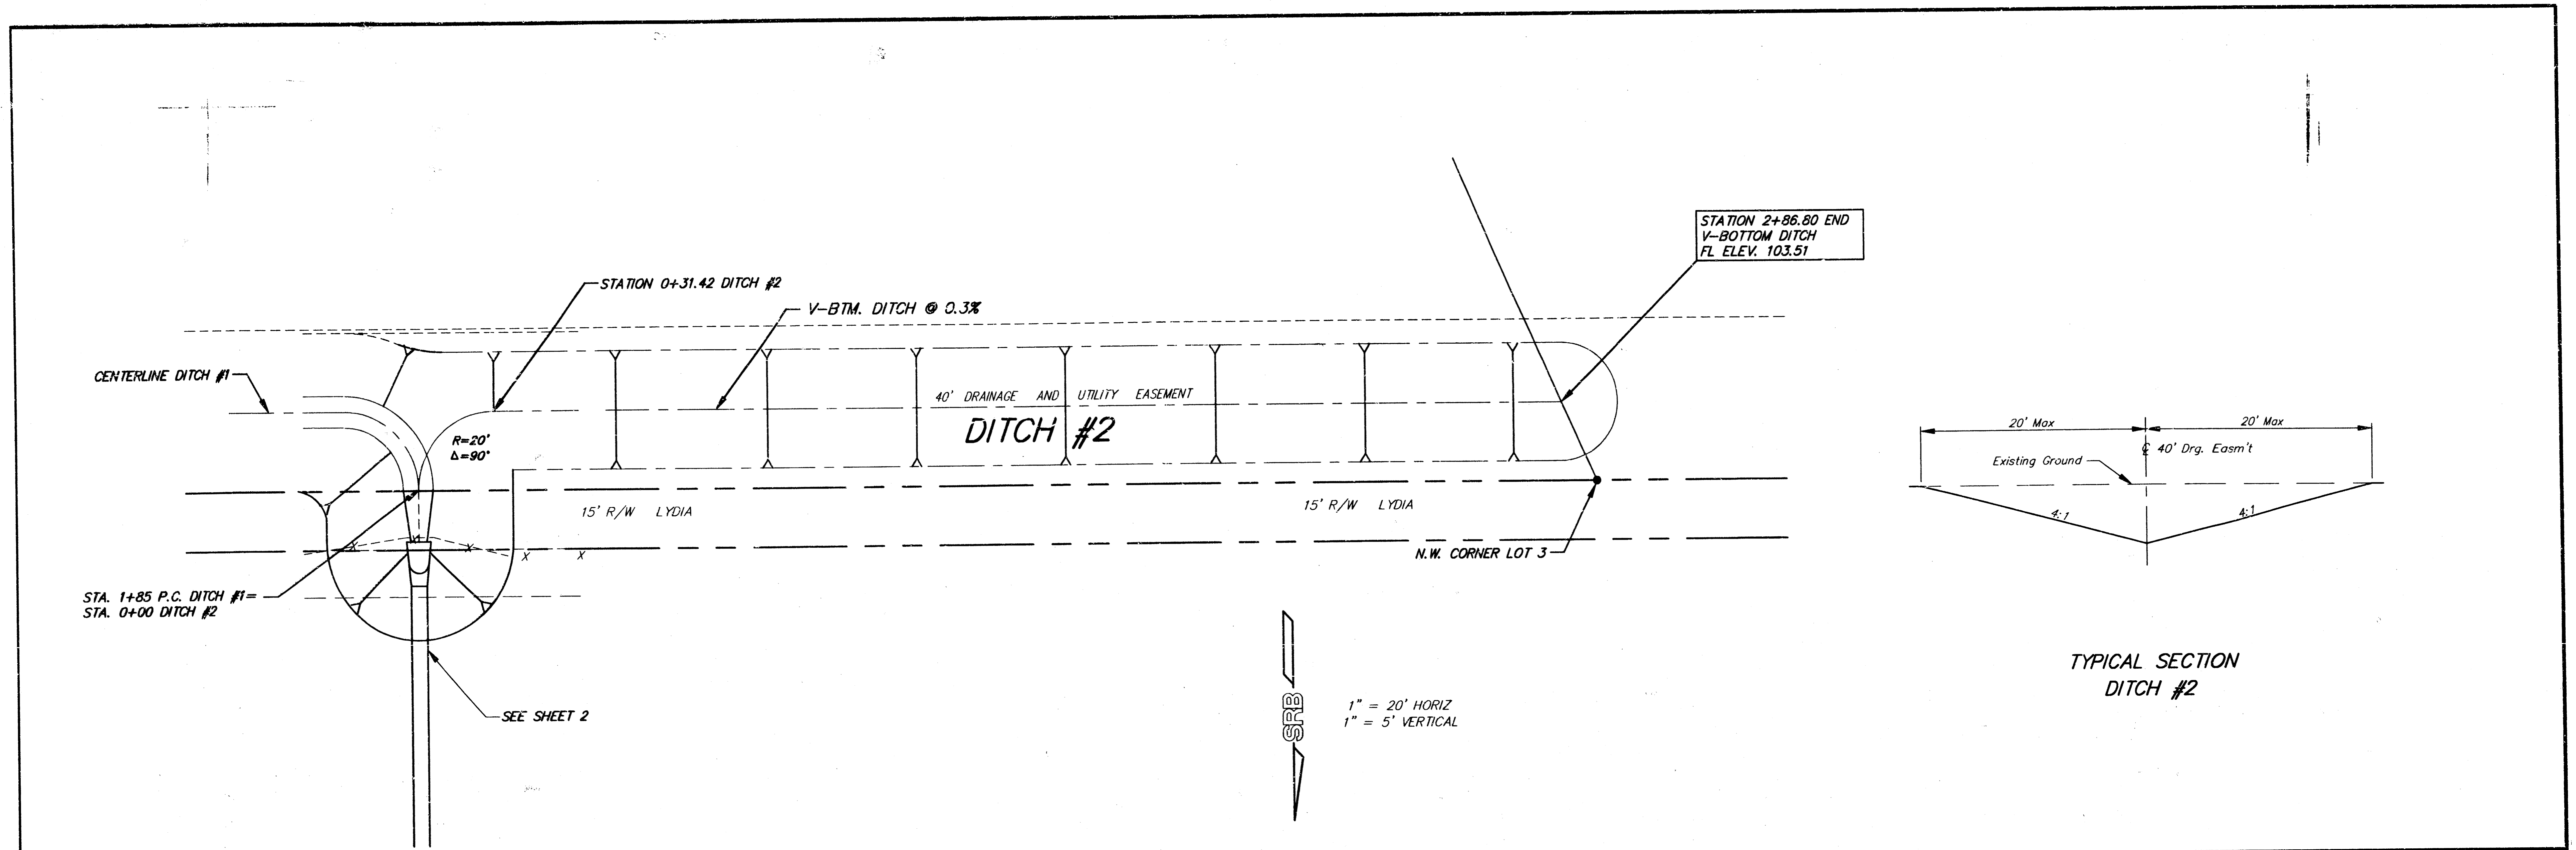 STATION 2+86.80 END
V-BOTTOM DITCH
FL ELEV. 103.51
STATION 0+31.42 DITCH #2
V-BTM. DITCH @ 0.3%
CENTERLINE DITCH #1
40' DRAINAGE AND UTILITY EASEMENT
DITCH #2
R=20'
Δ=90°
20' Max
20' Max
℄ 40' Drg. Easm't
Existing Ground
4:1
4:1
15' R/W LYDIA
15' R/W LYDIA
N.W. CORNER LOT 3
X
X
X
X
X
STA. 1+85 P.C. DITCH #1=
STA. 0+00 DITCH #2
SEE SHEET 2
SRB
1" = 20' HORIZ
1" = 5' VERTICAL
TYPICAL SECTION
DITCH #2